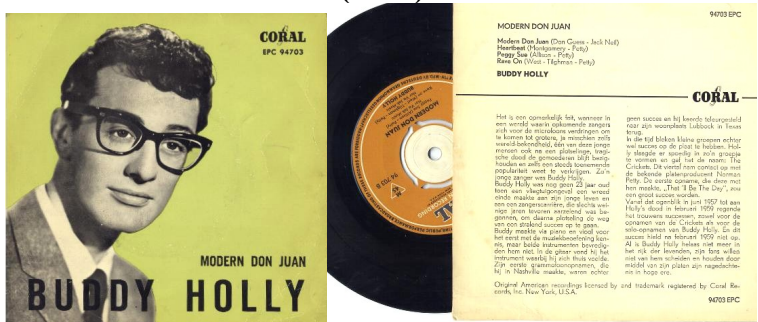 CORAL
EPC 94703
MODERN DON JUAN
BUDDY HOLLY
MODERN DON JUAN
BUDDY HOLLY
94 703
94703 EPC
MODERN DON JUAN
Modern Don Juan (Don Guess - Jack Neil)
Heartbeat (Montgomery - Petty)
Peggy Sue (Allison - Petty)
Rave On (West - Tilghman - Petty)
BUDDY HOLLY
CORAL
Het is een opmerkelijk feit, wanneer in
een wereld waarin opkomende zangers
zich voor de microfoons verdringen om
te komen tot grote, ja misschien zelfs
wereld-bekendheid, één van deze jonge
mensen ook na een plotselinge, tragi-
sche dood de gemoederen blijft bezig-
houden en zelfs een steeds toenemende
populariteit weet te verkrijgen. Zo'n
jonge zanger was Buddy Holly.
Buddy Holly was nog geen 23 jaar oud
toen een vliegtuigongeval een wreed
einde maakte aan zijn jonge leven en
aan een zangerscarrière, die slechts wei-
nige jaren tevoren aarzelend was be-
gonnen, om daarna plotseling de weg
van een stralend succes op te gaan.
Buddy maakte via piano en viool voor
het eerst met de muziekbeoefening ken-
nis, maar beide instrumenten bevredig-
den hem niet. In de gitaar vond hij het
instrument waarbij hij zich thuis voelde.
Zijn eerste grammofoonopnamen, die
hij in Nashville maakte, waren echter
geen succes en hij keerde teleurgesteld
naar zijn woonplaats Lubbock in Texas
terug.
In die tijd bleken kleine groepen echter
wel succes op de plaat te hebben. Hol-
ly slaagde er spoedig in zo'n groepje
te vormen en gaf het de naam: The
Crickets. Dit viertal nam contact op met
de bekende platenproducent Norman
Petty. De eerste opname, die deze met
hen maakte, „That 'll Be The Day", zou
een groot succes worden.
Vanaf dat ogenblik in juni 1957 tot aan
Holly's dood in februari 1959 regende
het trouwens successen, zowel voor de
opnamen van de Crickets als voor de
solo-opnamen van Buddy Holly. En dit
succes hield na februari 1959 niet op.
Al is Buddy Holly helaas niet meer in
het rijk der levenden, zijn fans willen
niet van hem scheiden en houden door
middel van zijn platen zijn nagedachte-
nis in hoge ere.
Original American recordings licensed by and trademark registered by Coral Re-
cords, Inc. New York, U.S.A.
94703 EPC